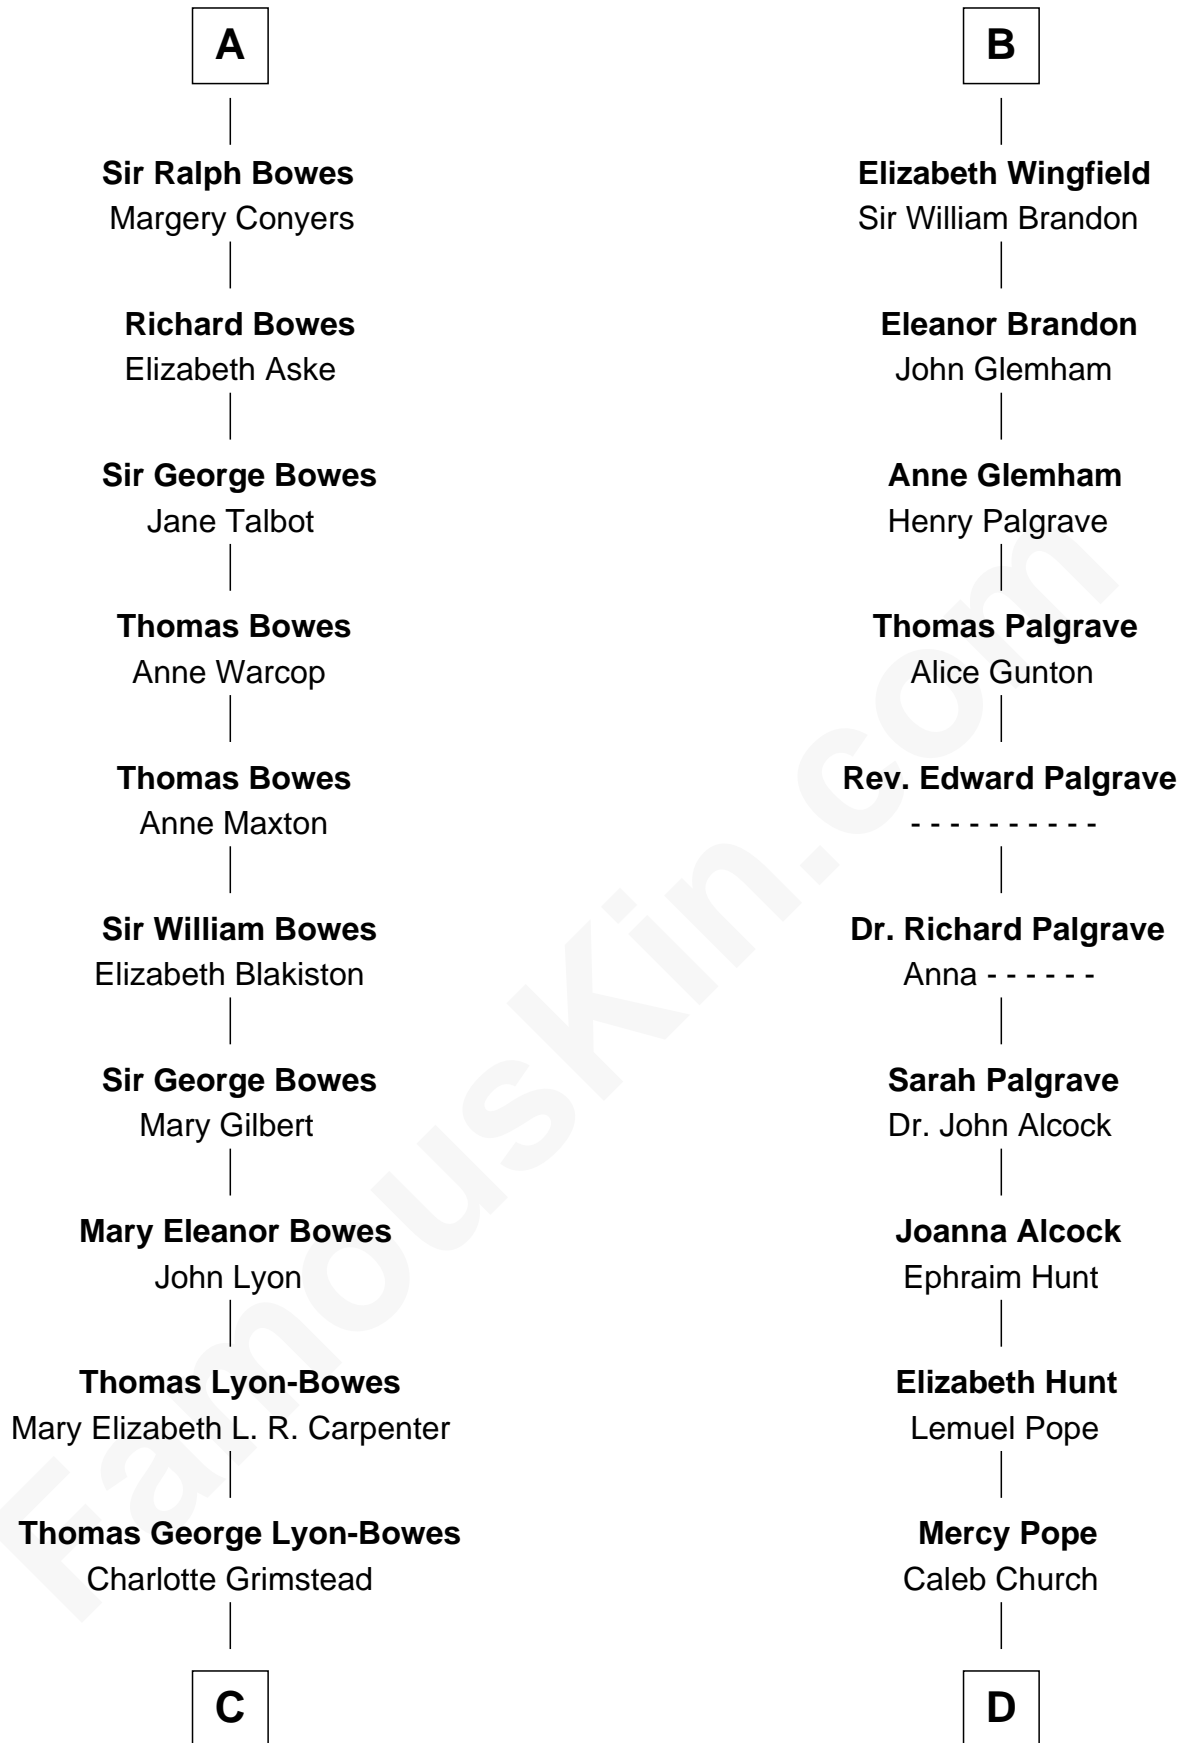 A
Sir Ralph Bowes
Margery Conyers
Richard Bowes
Elizabeth Aske
Sir George Bowes
Jane Talbot
Thomas Bowes
Anne Warcop
Thomas Bowes
Anne Maxton
Sir William Bowes
Elizabeth Blakiston
Sir George Bowes
Mary Gilbert
Mary Eleanor Bowes
John Lyon
Thomas Lyon-Bowes
Mary Elizabeth L. R. Carpenter
Thomas George Lyon-Bowes
Charlotte Grimstead
C
B
Elizabeth Wingfield
Sir William Brandon
Eleanor Brandon
John Glemham
Anne Glemham
Henry Palgrave
Thomas Palgrave
Alice Gunton
Rev. Edward Palgrave
- - - - - - - - - -
Dr. Richard Palgrave
Anna - - - - - -
Sarah Palgrave
Dr. John Alcock
Joanna Alcock
Ephraim Hunt
Elizabeth Hunt
Lemuel Pope
Mercy Pope
Caleb Church
D
FamousKin.com